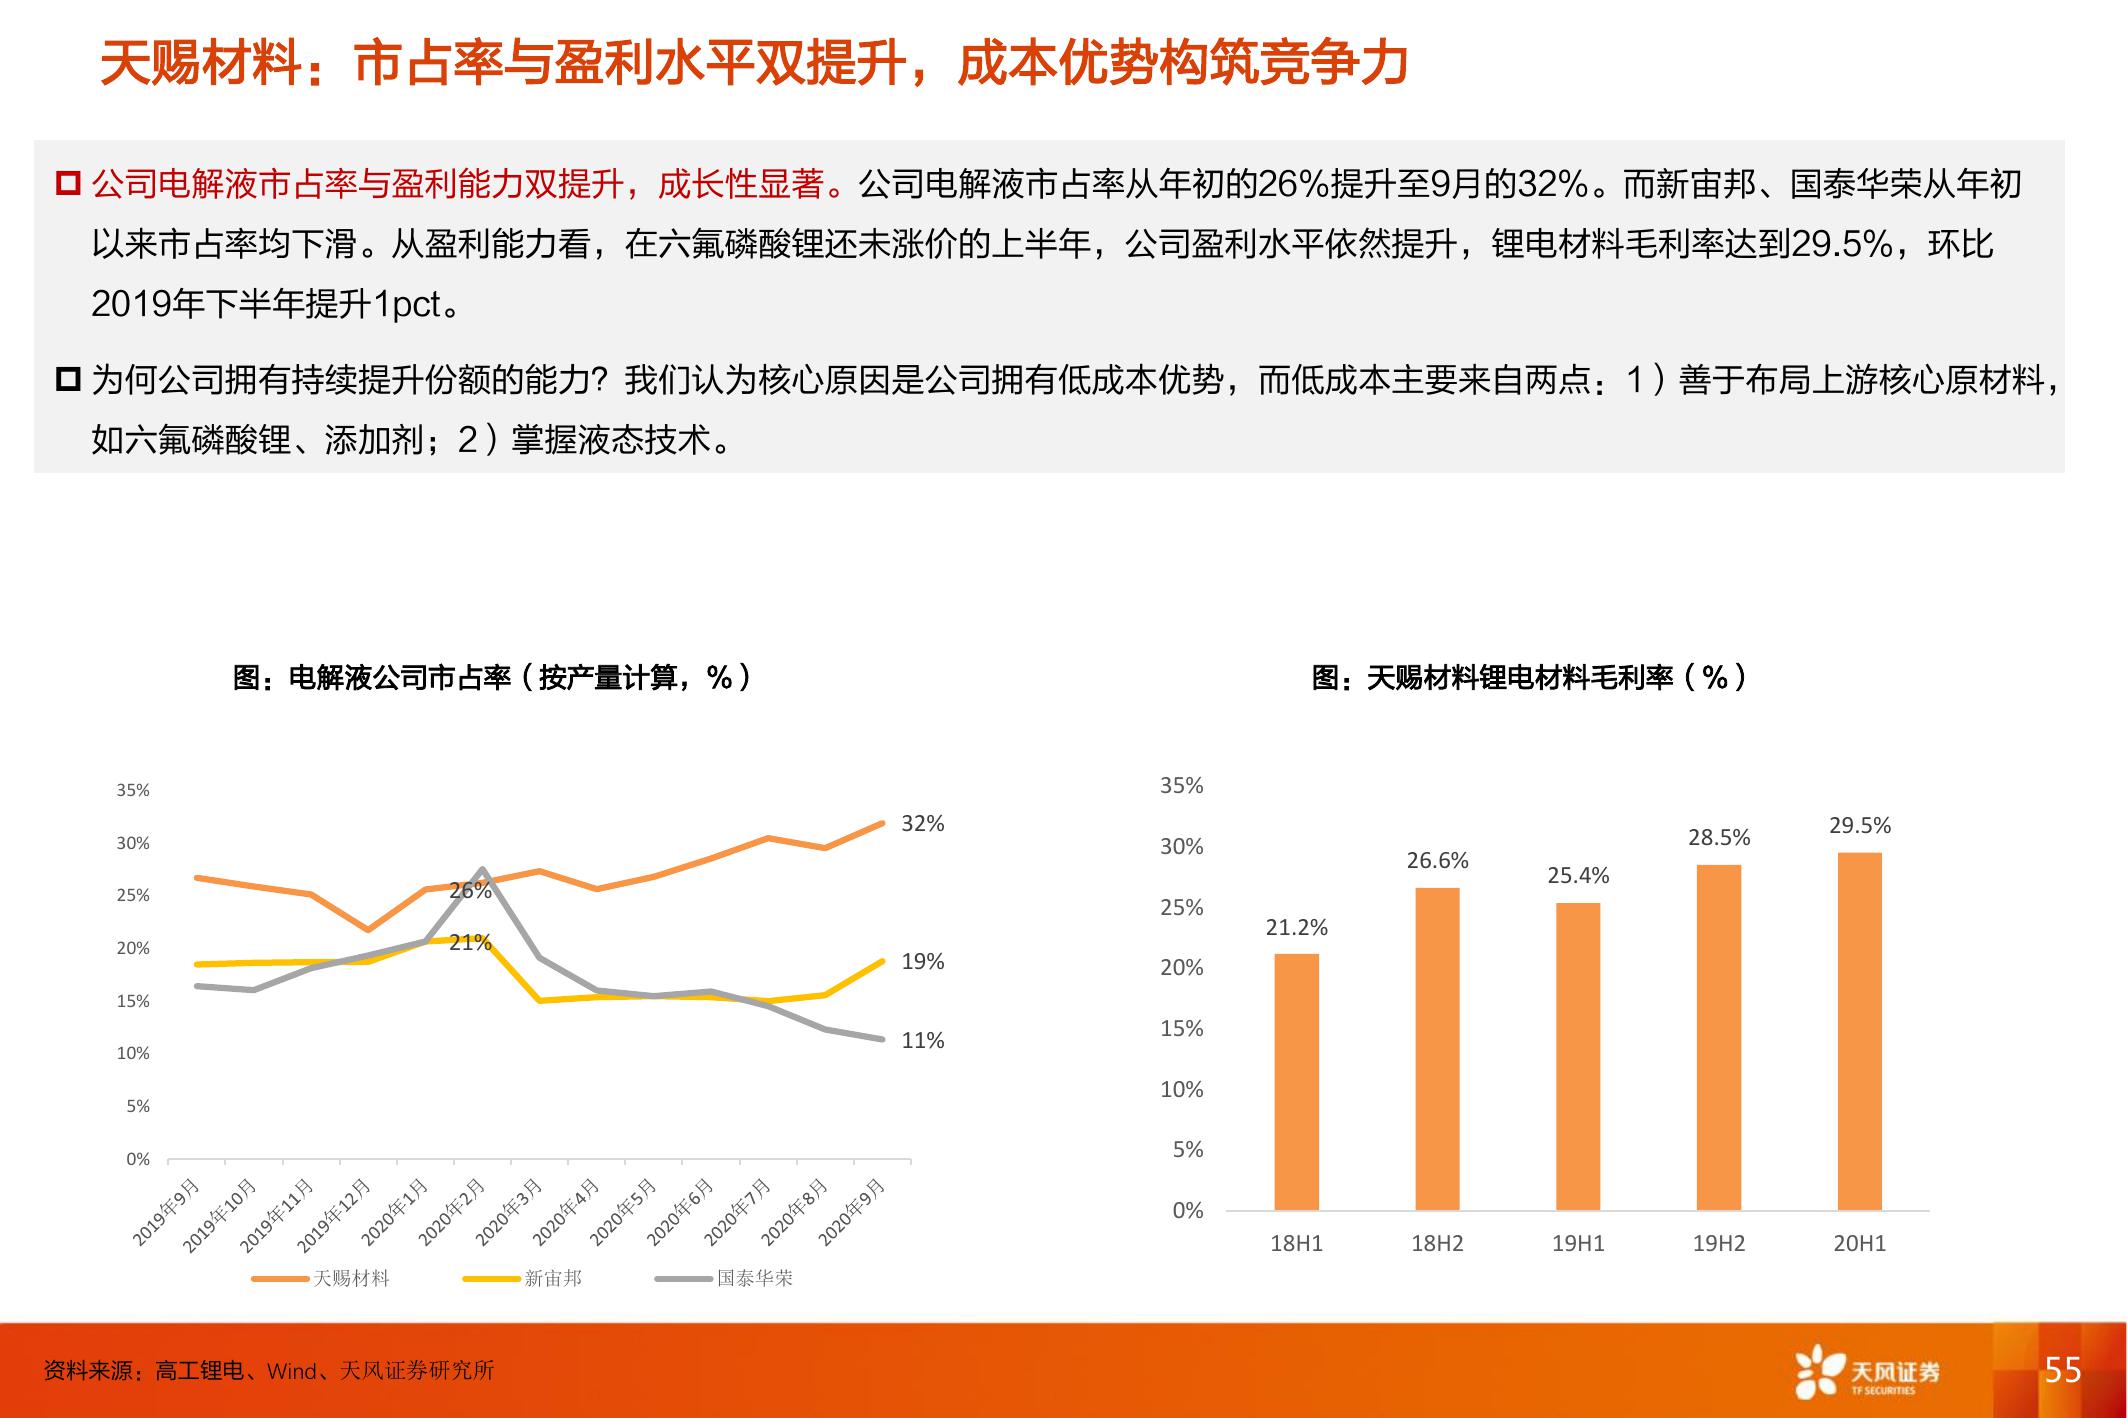 天赐材料：市占率与盈利水平双提升，成本优势构筑竞争力
公司电解液市占率与盈利能力双提升，成长性显著。公司电解液市占率从年初的26%提升至9月的32%。而新宙邦、国泰华荣从年初
以来市占率均下滑。从盈利能力看，在六氟磷酸锂还未涨价的上半年，公司盈利水平依然提升，锂电材料毛利率达到29.5%，环比
2019年下半年提升1pct。
为何公司拥有持续提升份额的能力？我们认为核心原因是公司拥有低成本优势，而低成本主要来自两点：1）善于布局上游核心原材料，
如六氟磷酸锂、添加剂；2）掌握液态技术。
图：电解液公司市占率（按产量计算，%）
35%
30%
25%
20%
15%
10%
5%
0%
32%
26%
21%
19%
11%
2019年9月
2019年10月
2019年11月
2019年12月
2020年1月
2020年2月
2020年3月
2020年4月
2020年5月
2020年6月
2020年7月
2020年8月
2020年9月
天赐材料
新宙邦
国泰华荣
图：天赐材料锂电材料毛利率（%）
35%
30%
25%
20%
15%
10%
5%
0%
21.2%
26.6%
25.4%
28.5%
29.5%
18H1
18H2
19H1
19H2
20H1
资料来源：高工锂电、Wind、天风证券研究所
天风证券
TF SECURITIES
55